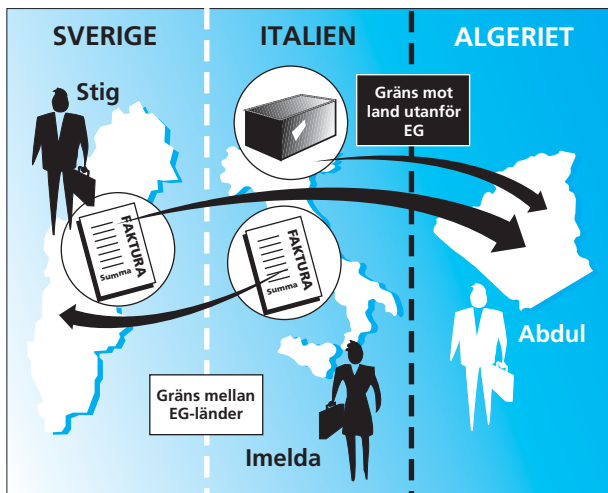 SVERIGE
ITALIEN
ALGERIET
Stig
Gräns mot
land utanför
EG
FAKTURA
Summa
FAKTURA
Summa
Abdul
Gräns mellan
EG-länder
Imelda